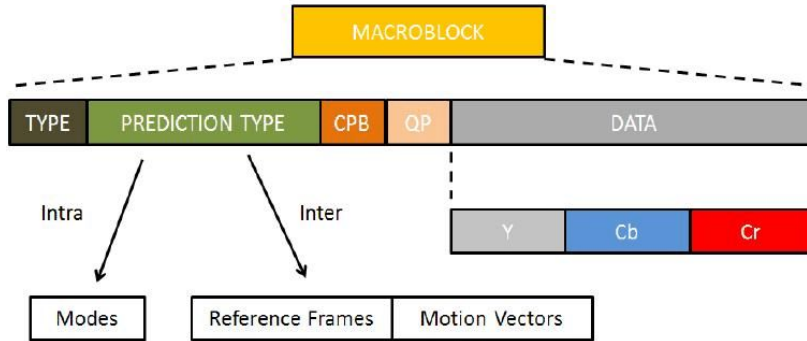 MACROBLOCK
TYPE PREDICTION TYPE CPB QP DATA
Intra Inter
Y Cb Cr
Modes Reference Frames Motion Vectors